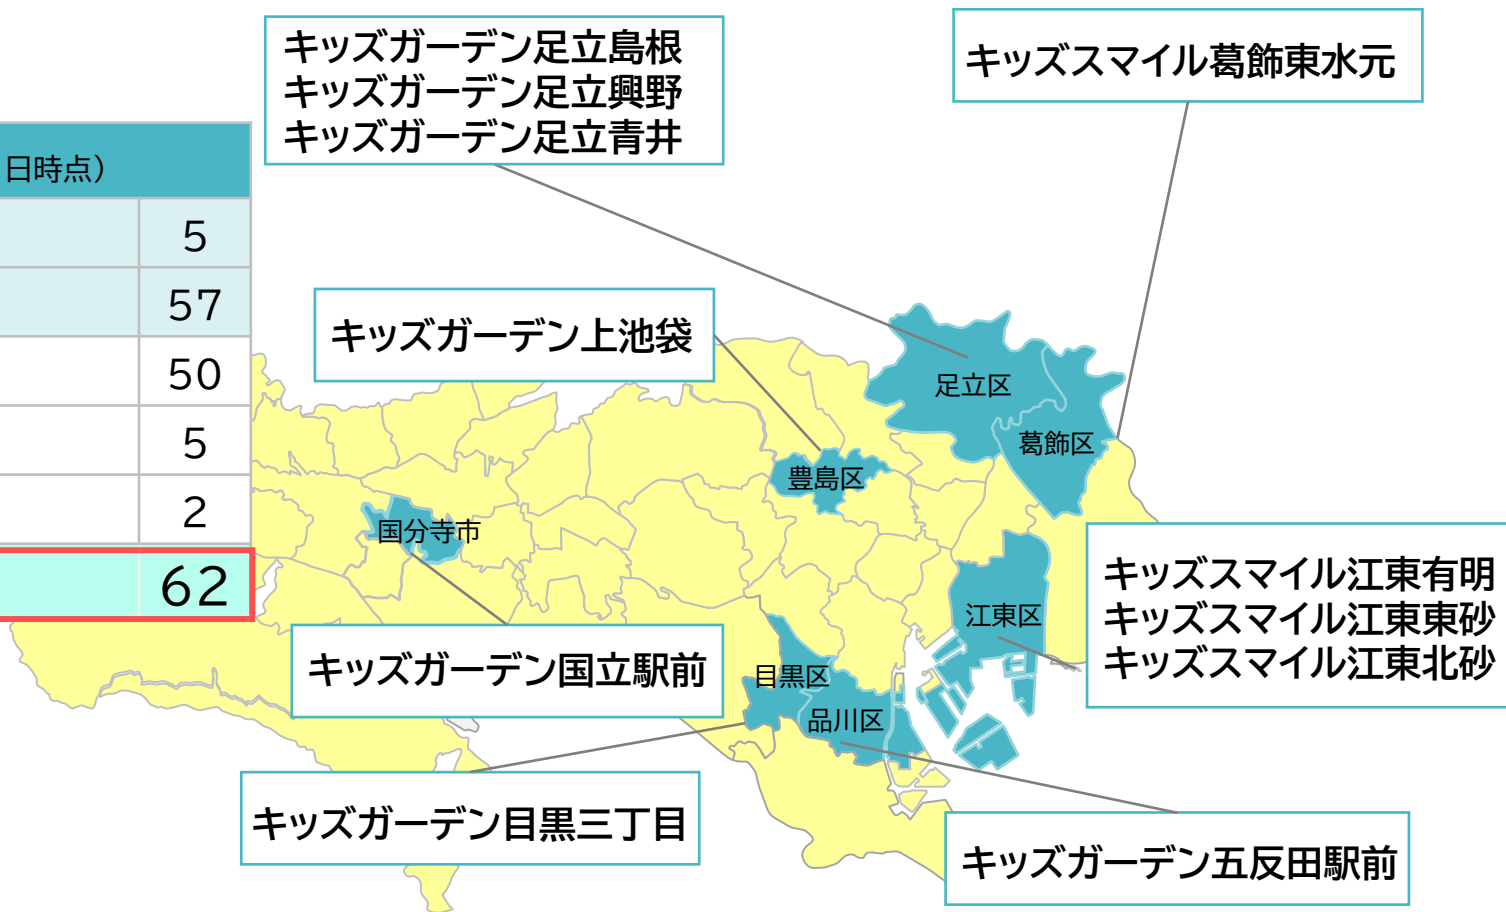 キッズガーデン足立島根
キッズガーデン足立興野
キッズガーデン足立青井
キッズスマイル葛飾東水元
日時点）
5
57
50
5
2
62
キッズガーデン上池袋
足立区
葛飾区
豊島区
国分寺市
江東区
キッズスマイル江東有明
キッズスマイル江東東砂
キッズスマイル江東北砂
キッズガーデン国立駅前
目黒区
品川区
キッズガーデン目黒三丁目
キッズガーデン五反田駅前